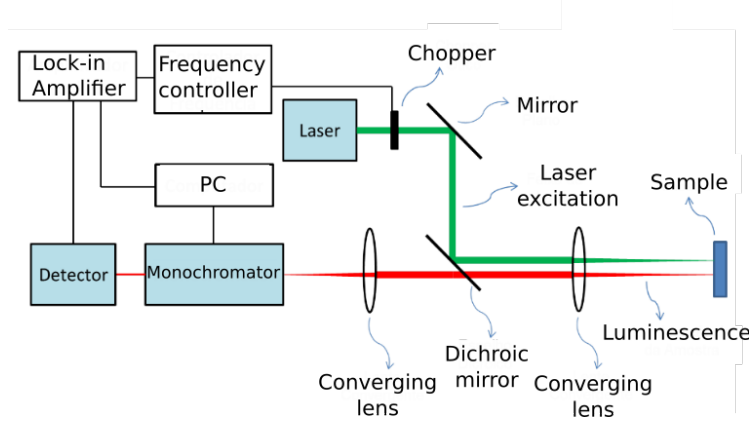 Lock-in
Amplifier
Frequency
controller
Chopper
Laser
Mirror
PC
Laser
excitation
Sample
Detector
Monochromator
Luminescence
Dichroic
mirror
Converging
lens
Converging
lens